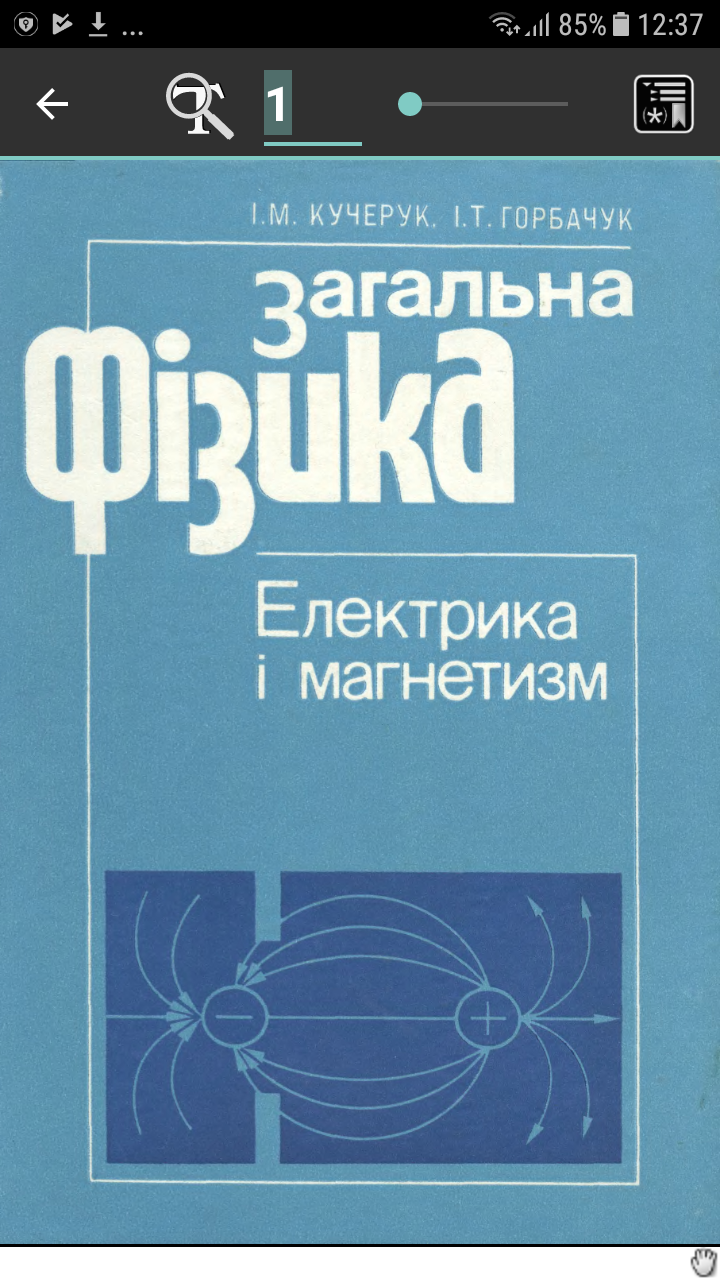 ...
85%
12:37
1
(*)
І.М. КУЧЕРУК, І.Т. ГОРБАЧУК
Загальна
Фізика
Електрика
і магнетизм
−
+